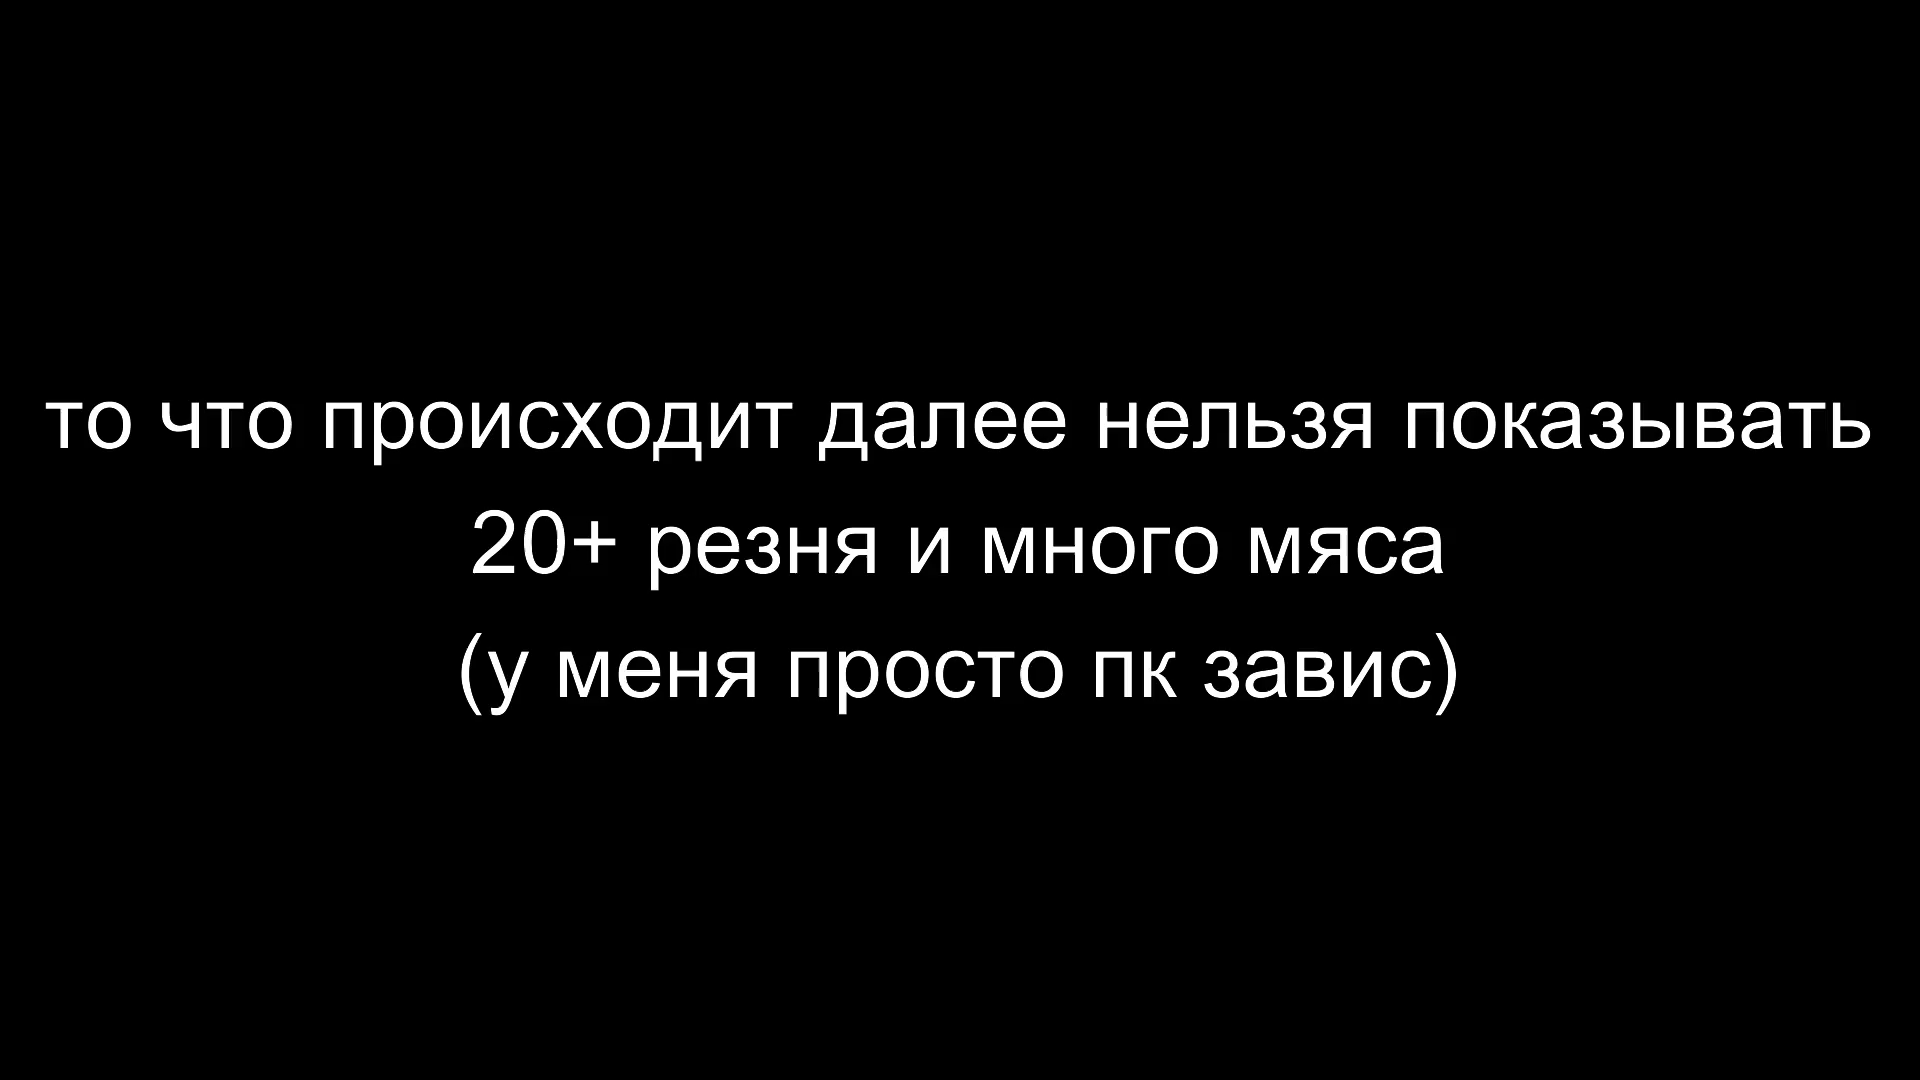 то что происходит далее нельзя показывать
20+ резня и много мяса
(у меня просто пк завис)